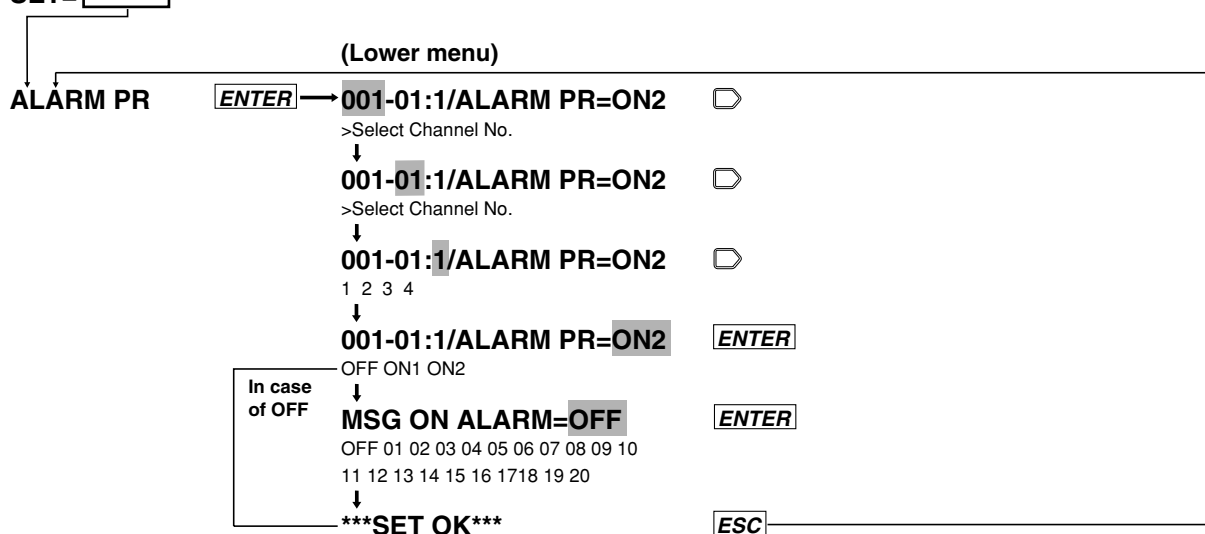 SET=
(Lower menu)
ALARM PR ENTER 001-01:1/ALARM PR=ON2
>Select Channel No.
001-01:1/ALARM PR=ON2
>Select Channel No.
001-01:1/ALARM PR=ON2
1 2 3 4
001-01:1/ALARM PR=ON2 ENTER
OFF ON1 ON2
In case
of OFF
MSG ON ALARM=OFF ENTER
OFF 01 02 03 04 05 06 07 08 09 10
11 12 13 14 15 16 1718 19 20
***SET OK*** ESC